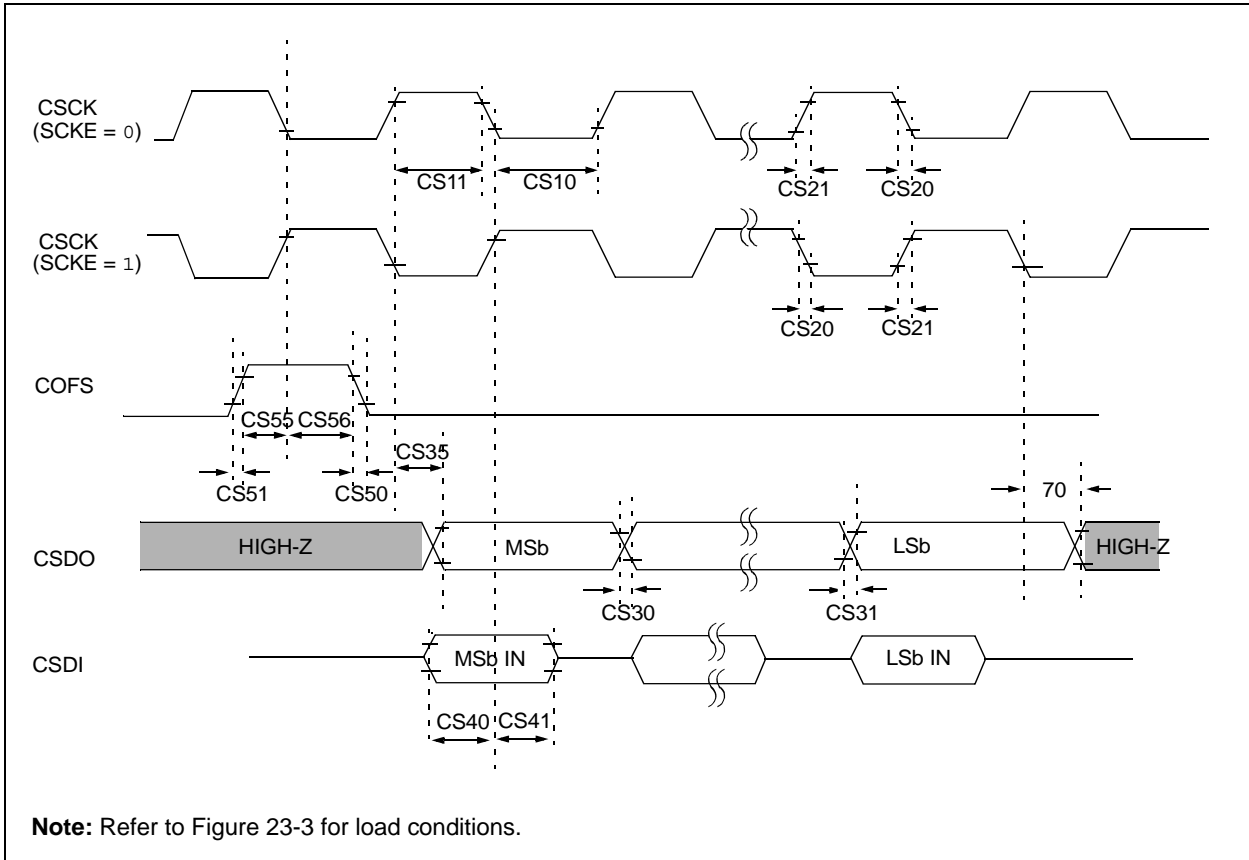 CSCK
(SCKE = 0)
CS11
CS10
CS21
CS20
CSCK
(SCKE = 1)
CS20
CS21
COFS
CS55
CS56
CS35
CS51
CS50
70
CSDO
HIGH-Z
MSb
LSb
HIGH-Z
CS30
CS31
CSDI
MSb IN
LSb IN
CS40
CS41
Note: Refer to Figure 23-3 for load conditions.